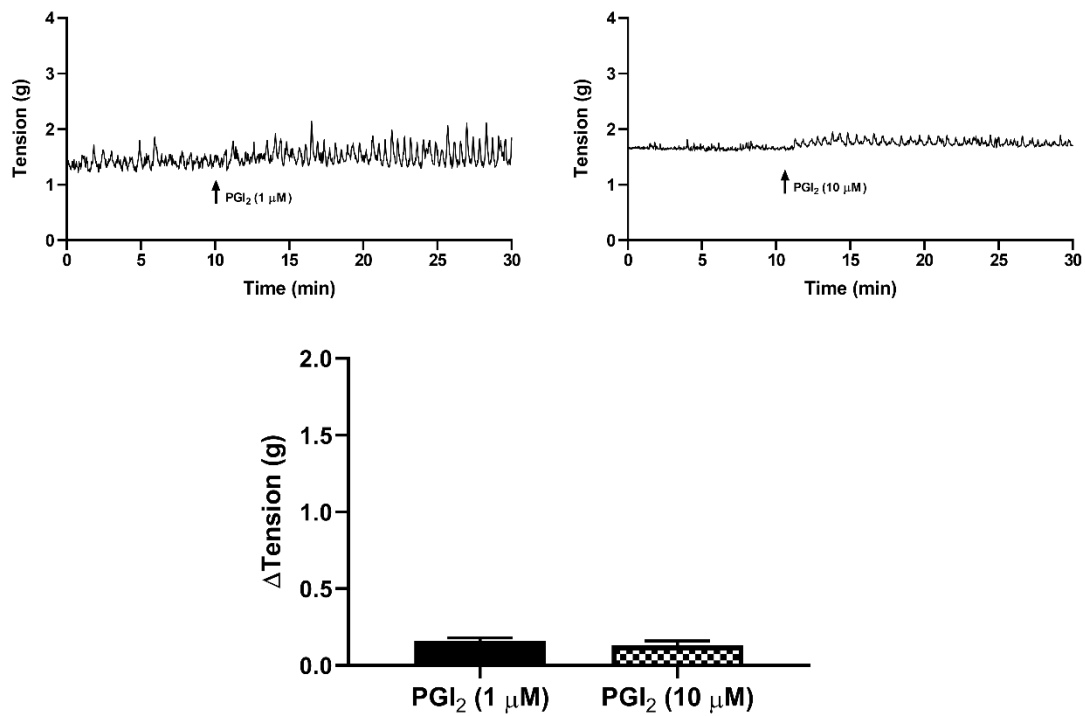 4
3
2
1
0
Tension (g)
PGI₂ (1 μM)
0 5 10 15 20 25 30
Time (min)
4
3
2
1
0
Tension (g)
PGI₂ (10 μM)
0 5 10 15 20 25 30
Time (min)
2.0
1.5
1.0
0.5
0.0
ΔTension (g)
PGI₂ (1 μM) PGI₂ (10 μM)